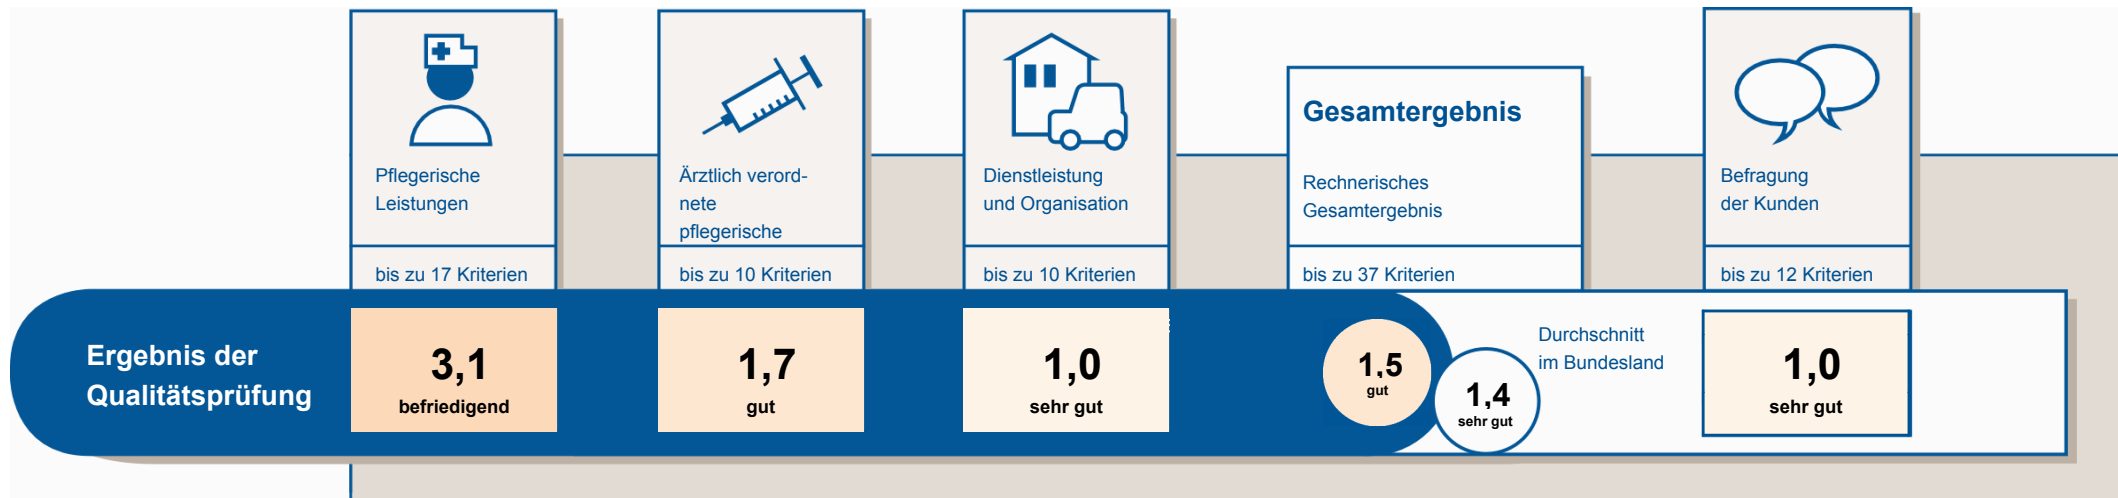 Pflegerische
Leistungen
bis zu 17 Kriterien
Ärztlich verord-
nete
pflegerische
bis zu 10 Kriterien
Dienstleistung
und Organisation
bis zu 10 Kriterien
Gesamtergebnis
Rechnerisches
Gesamtergebnis
bis zu 37 Kriterien
Befragung
der Kunden
bis zu 12 Kriterien
Ergebnis der
Qualitätsprüfung
3,1
befriedigend
1,7
gut
1,0
sehr gut
1,5
gut
1,4
sehr gut
Durchschnitt
im Bundesland
1,0
sehr gut